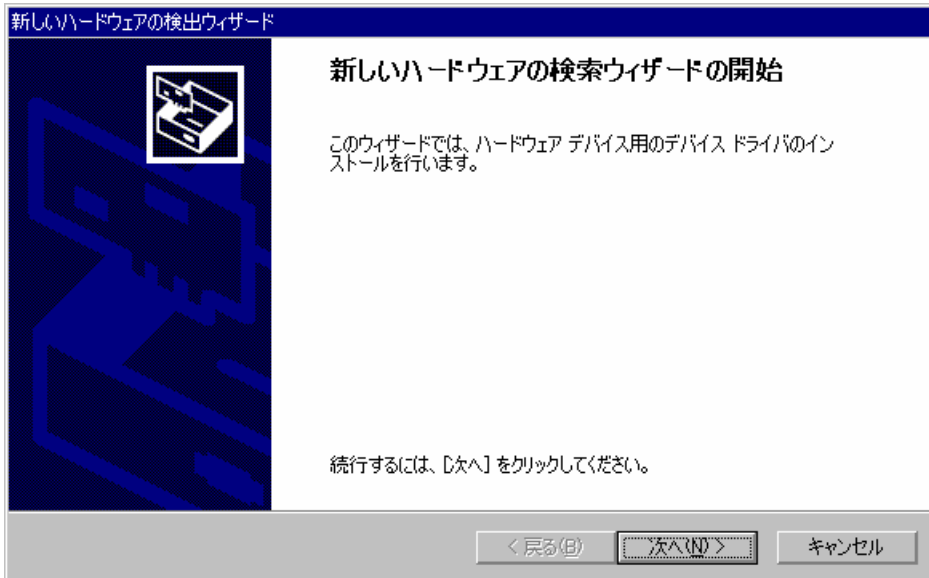 新しいハードウェアの検出ウィザード
新しいハードウェアの検索ウィザードの開始
このウィザードでは、ハードウェア デバイス用のデバイス ドライバのイン
ストールを行います。
続行するには、[次へ] をクリックしてください。
< 戻る(B) 次へ(N) > キャンセル